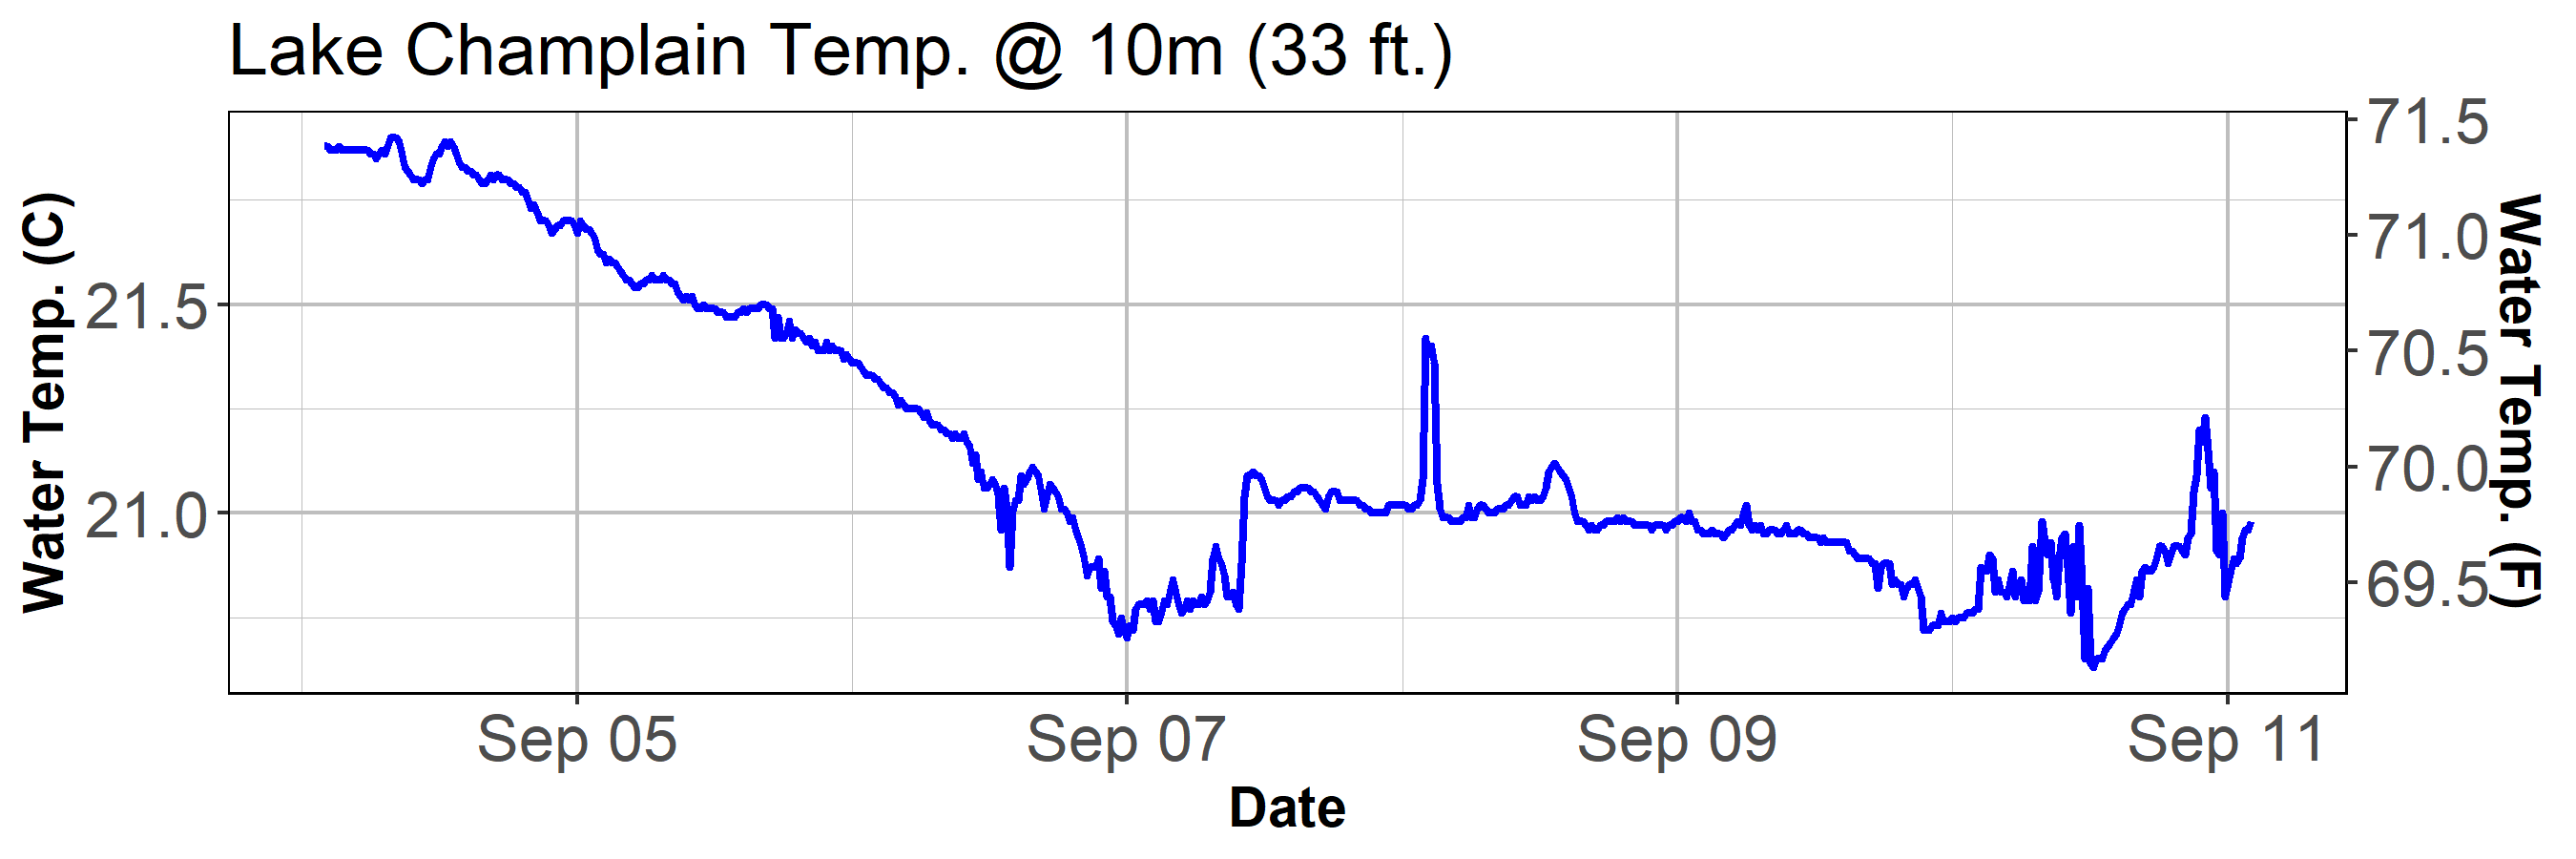 Lake Champlain Temp. @ 10m (33 ft.)
Water Temp. (C)
21.5
21.0
71.5
71.0
70.5
70.0
69.5
Water Temp. (F)
Sep 05
Sep 07
Sep 09
Sep 11
Date